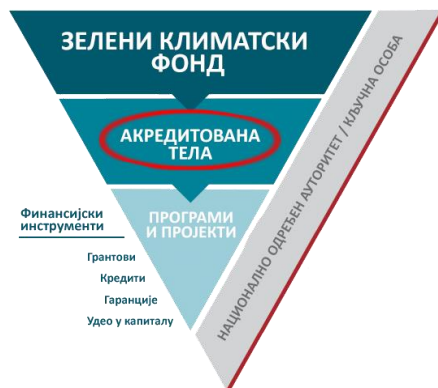 ЗЕЛЕНИ КЛИМАТСКИ
ФОНД
АКРЕДИТОВАНА
ТЕЛА
ПРОГРАМИ
И ПРОЈЕКТИ
Финансијски
инструменти
Грантови
Кредити
Гаранције
Удео у капиталу
НАЦИОНАЛНО ОДРЕЂЕН АУТОРИТЕТ / КЉУЧНА ОСОБА